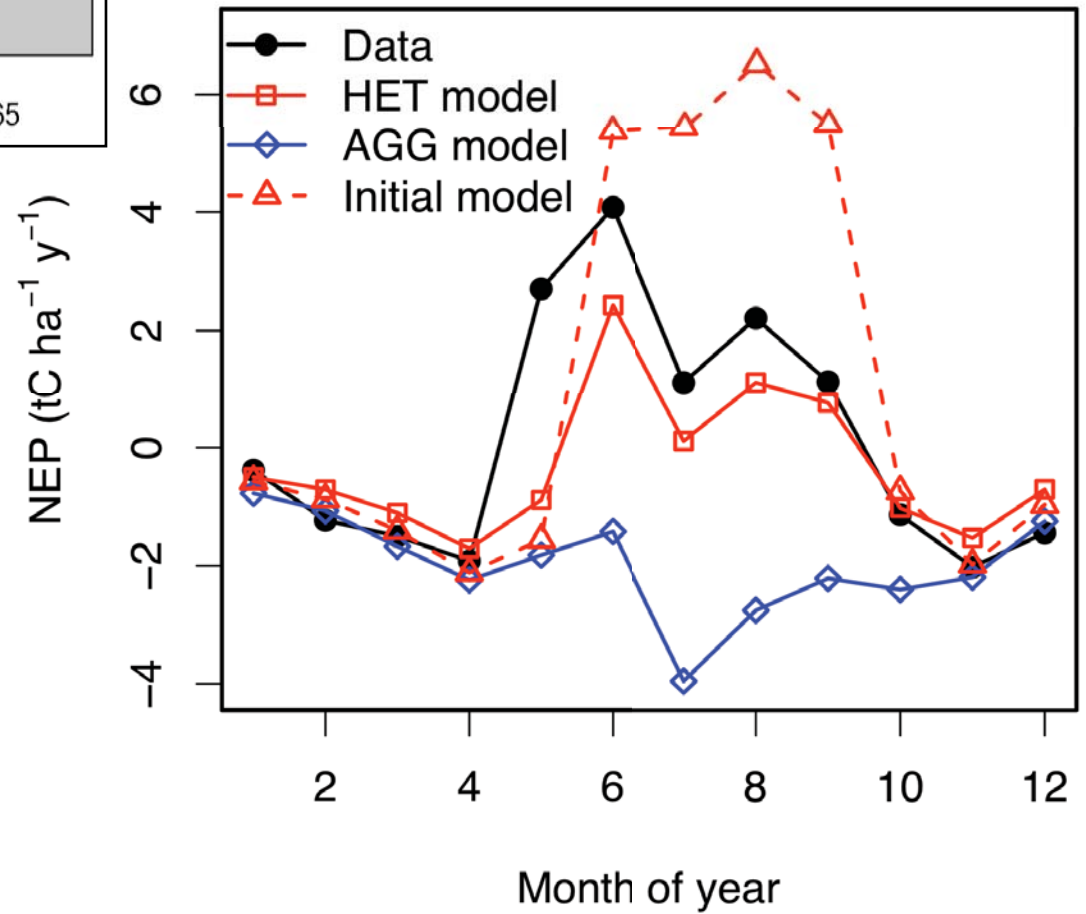 65
Data
HET model
AGG model
Initial model
6
4
2
0
−2
−4
NEP (tC ha⁻¹ y⁻¹)
2 4 6 8 10 12
Month of year